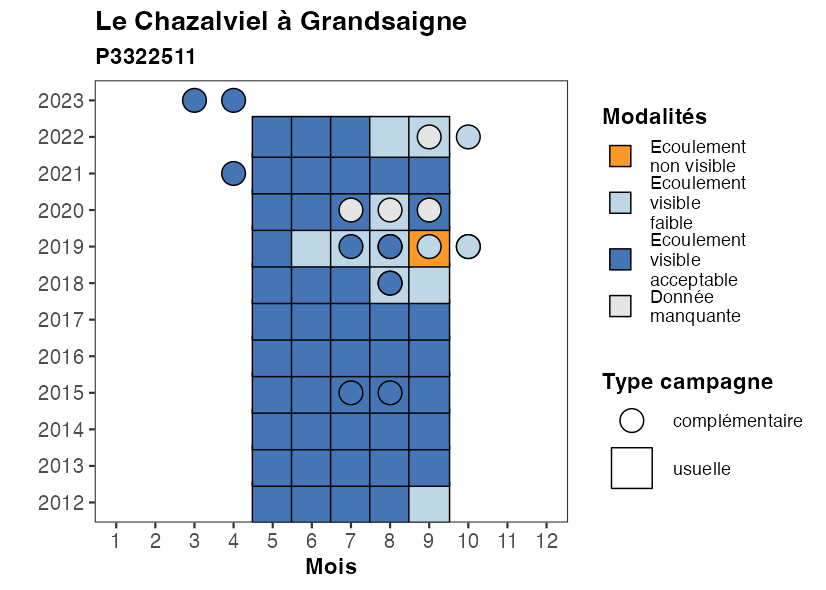 Le Chazalviel à Grandsaigne
P3322511
2023
2022
2021
2020
2019
2018
2017
2016
2015
2014
2013
2012
1 2 3 4 5 6 7 8 9 10 11 12
Mois
Modalités
Ecoulement
non visible
Ecoulement
visible
faible
Ecoulement
visible
acceptable
Donnée
manquante
Type campagne
complémentaire
usuelle